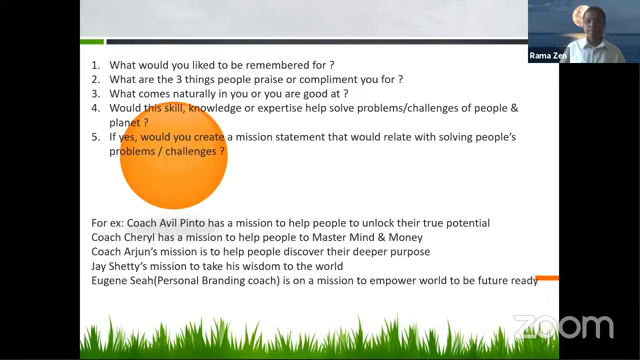 Rama Zen
1. What would you liked to be remembered for ?
2. What are the 3 things people praise or compliment you for ?
3. What comes naturally in you or you are good at ?
4. Would this skill, knowledge or expertise help solve problems/challenges of people &
planet ?
5. If yes, would you create a mission statement that would relate with solving people's
problems / challenges ?
For ex: Coach Avil Pinto has a mission to help people to unlock their true potential
Coach Cheryl has a mission to help people to Master Mind & Money
Coach Arjun's mission is to help people discover their deeper purpose
Jay Shetty's mission to take his wisdom to the world
Eugene Seah(Personal Branding coach) is on a mission to empower world to be future ready
zoom